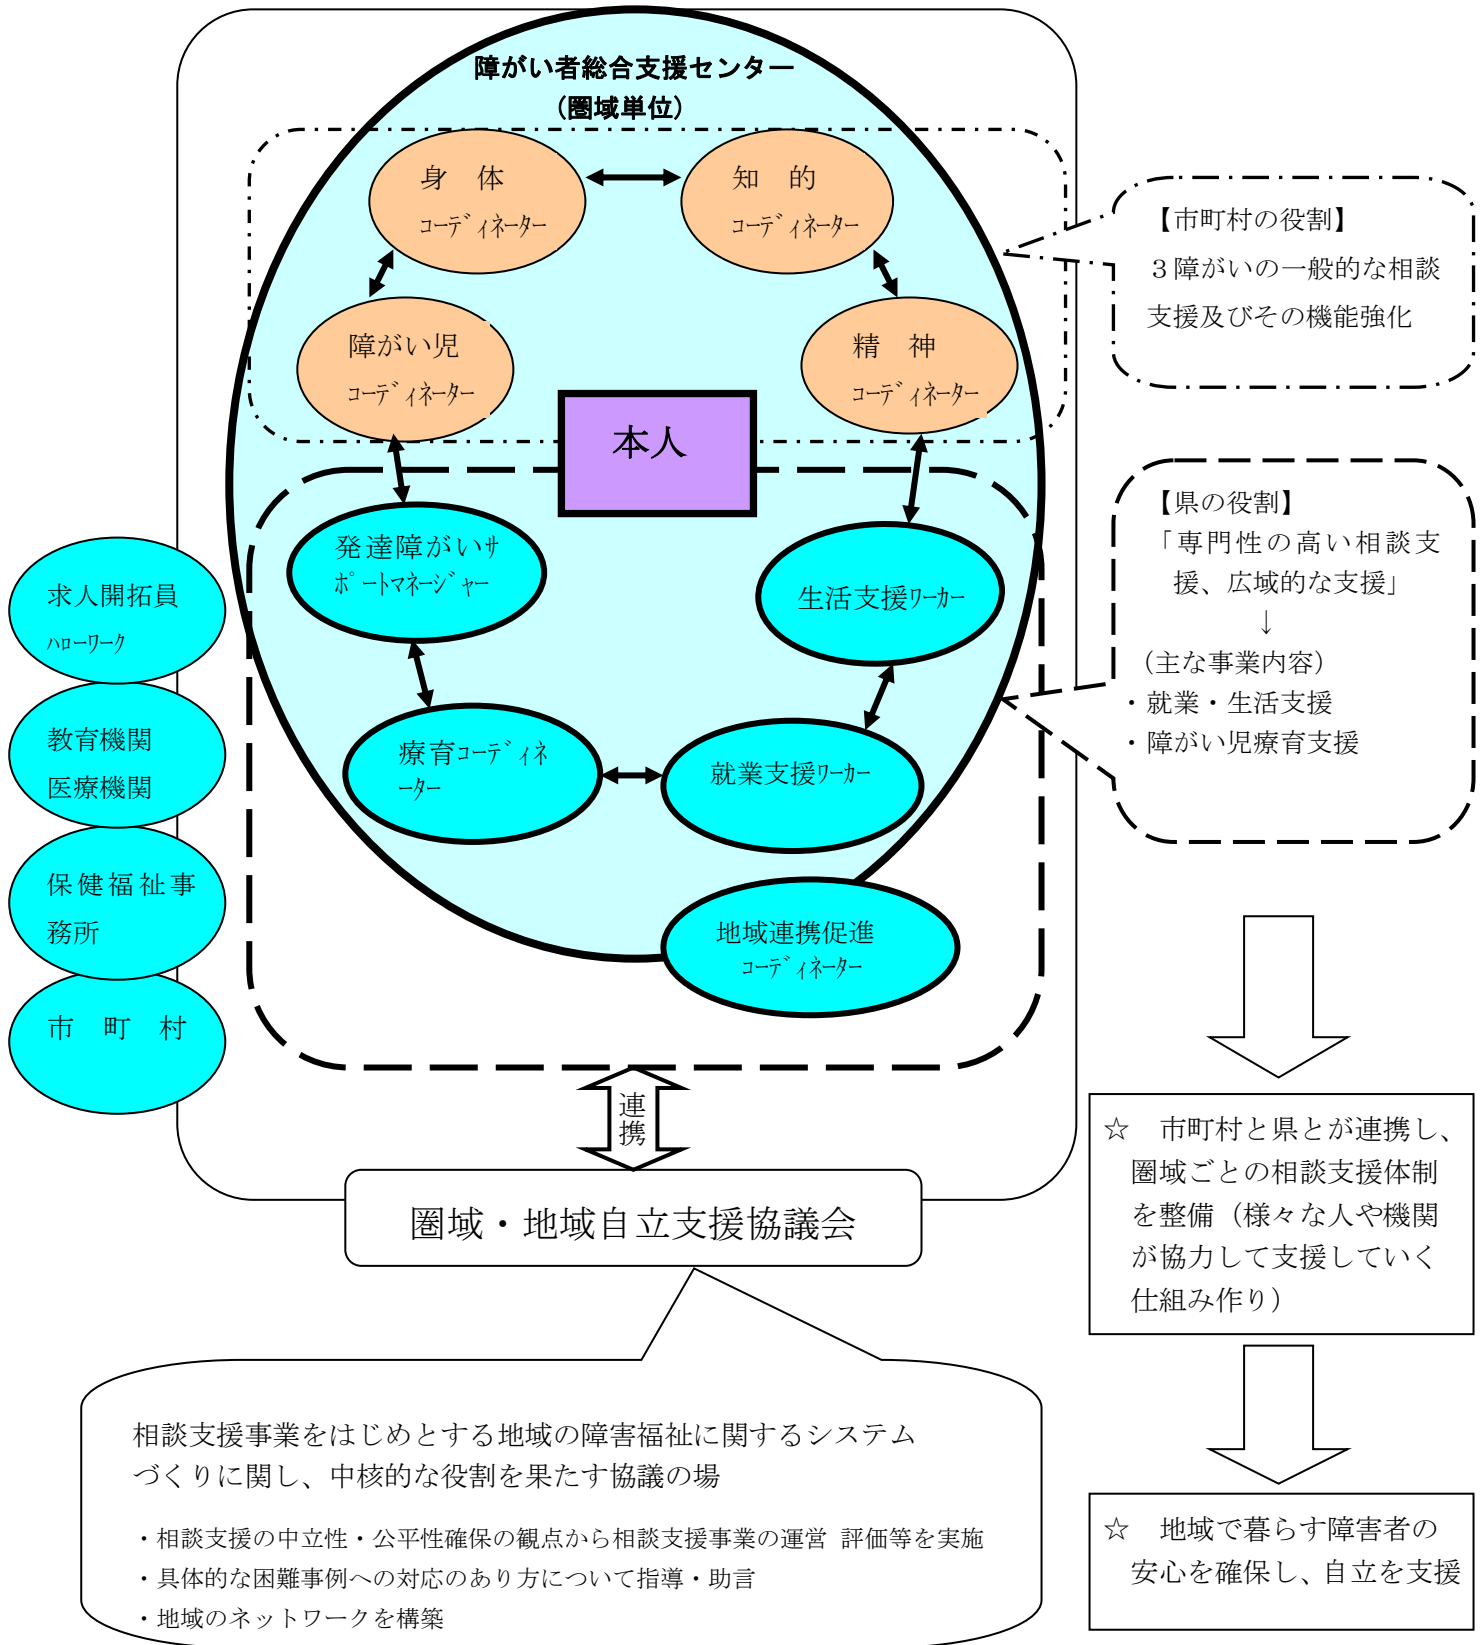 障がい者総合支援センター
(圏域単位)
身　体
ｺｰﾃﾞｨﾈｰﾀｰ
知　的
ｺｰﾃﾞｨﾈｰﾀｰ
障がい児
ｺｰﾃﾞｨﾈｰﾀｰ
精　神
ｺｰﾃﾞｨﾈｰﾀｰ
本人
発達障がいｻ
ﾎﾟｰﾄﾏﾈｰｼﾞｬｰ
生活支援ﾜｰｶｰ
療育ｺｰﾃﾞｨﾈ
ｰﾀｰ
就業支援ﾜｰｶｰ
地域連携促進
ｺｰﾃﾞｨﾈｰﾀｰ
求人開拓員
ﾊﾛｰﾜｰｸ
教育機関
医療機関
保健福祉事
務所
市　町　村
【市町村の役割】
３障がいの一般的な相談
支援及びその機能強化
【県の役割】
「専門性の高い相談支
援、広域的な支援」
↓
（主な事業内容）
・就業・生活支援
・障がい児療育支援
連
携
圏域・地域自立支援協議会
相談支援事業をはじめとする地域の障害福祉に関するシステム
づくりに関し、中核的な役割を果たす協議の場
・相談支援の中立性・公平性確保の観点から相談支援事業の運営 評価等を実施
・具体的な困難事例への対応のあり方について指導・助言
・地域のネットワークを構築
☆　市町村と県とが連携し、
圏域ごとの相談支援体制
を整備（様々な人や機関
が協力して支援していく
仕組み作り）
☆　地域で暮らす障害者の
安心を確保し、自立を支援